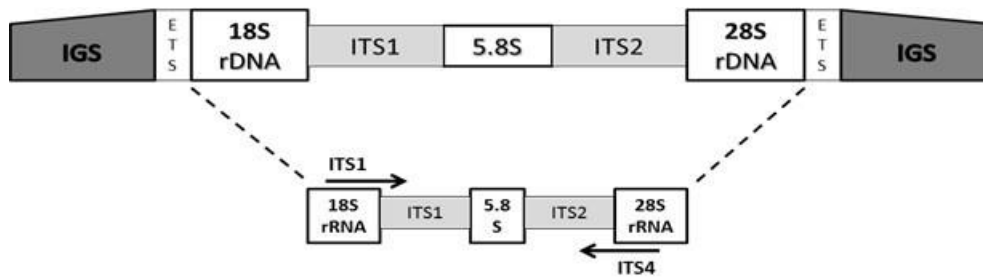 IGS
E
T
S
18S
rDNA
ITS1
5.8S
ITS2
28S
rDNA
E
T
S
IGS
ITS1
18S
rRNA
ITS1
5.8
S
ITS2
28S
rRNA
ITS4